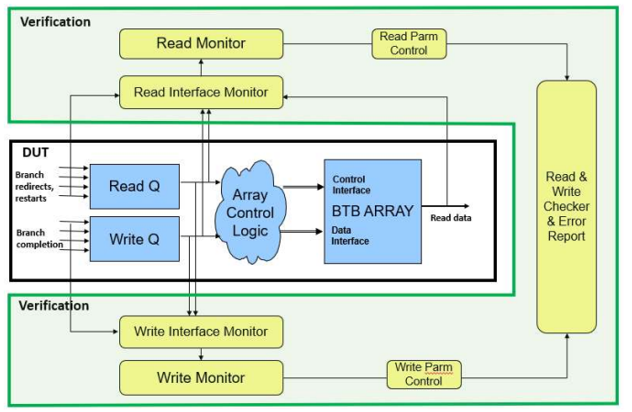 Verification
Read Monitor
Read Parm
Control
Read Interface Monitor
DUT
Branch
redirects,
restarts
Read Q
Branch
completion
Write Q
Array
Control
Logic
Control
Interface
BTB ARRAY
Data
Interface
Read data
Read &
Write
Checker
& Error
Report
Verification
Write Interface Monitor
Write Monitor
Write Parm
Control